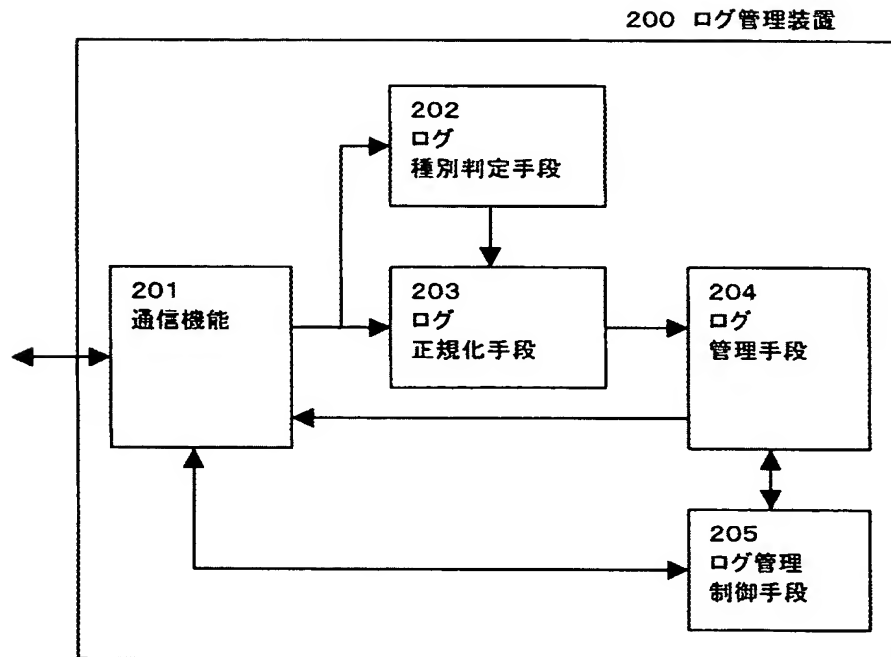 200 ログ管理装置
202
ログ
種別判定手段
201
通信機能
203
ログ
正規化手段
204
ログ
管理手段
205
ログ管理
制御手段